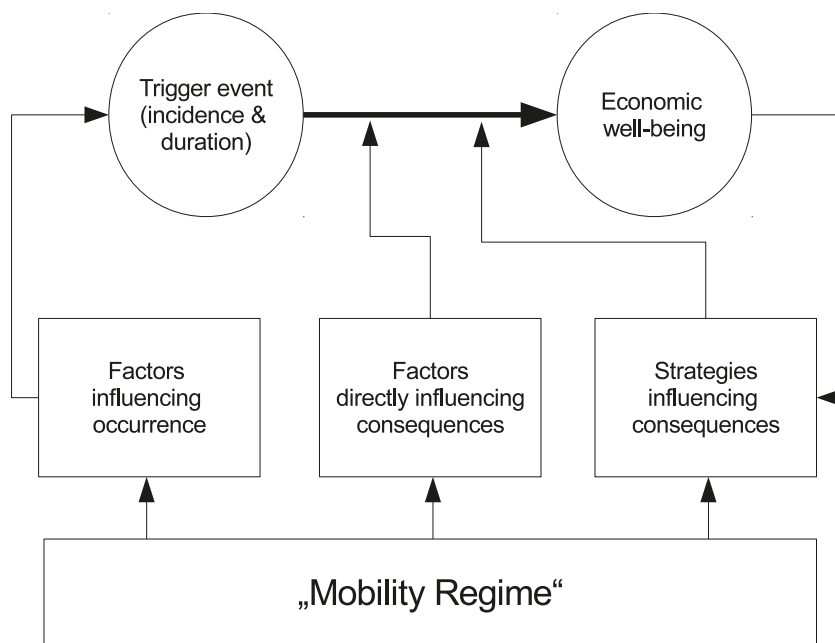 Trigger event
(incidence &
duration)
Economic
well-being
Factors
influencing
occurrence
Factors
directly influencing
consequences
Strategies
influencing
consequences
„Mobility Regime“